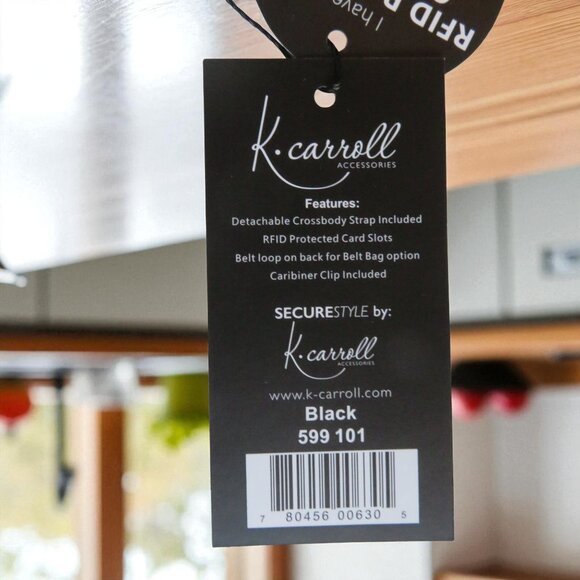 I have
RFID
K. carroll
ACCESSORIES
Features:
Detachable Crossbody Strap Included
RFID Protected Card Slots
Belt loop on back for Belt Bag option
Caribiner Clip Included
SECURESTYLE by:
K. carroll
ACCESSORIES
www.k-carroll.com
Black
599 101
7 80456 00630 5